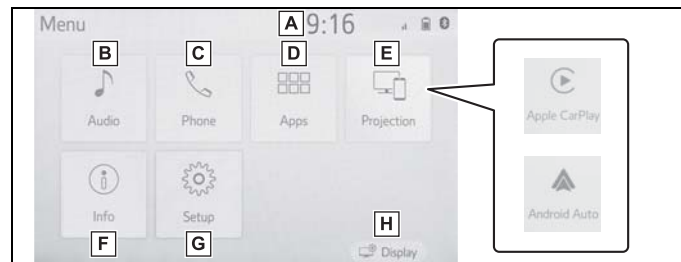 Menu A 9:16
B C D E
Audio Phone Apps Projection
Apple CarPlay
Info Setup
Android Auto
F G H
Display